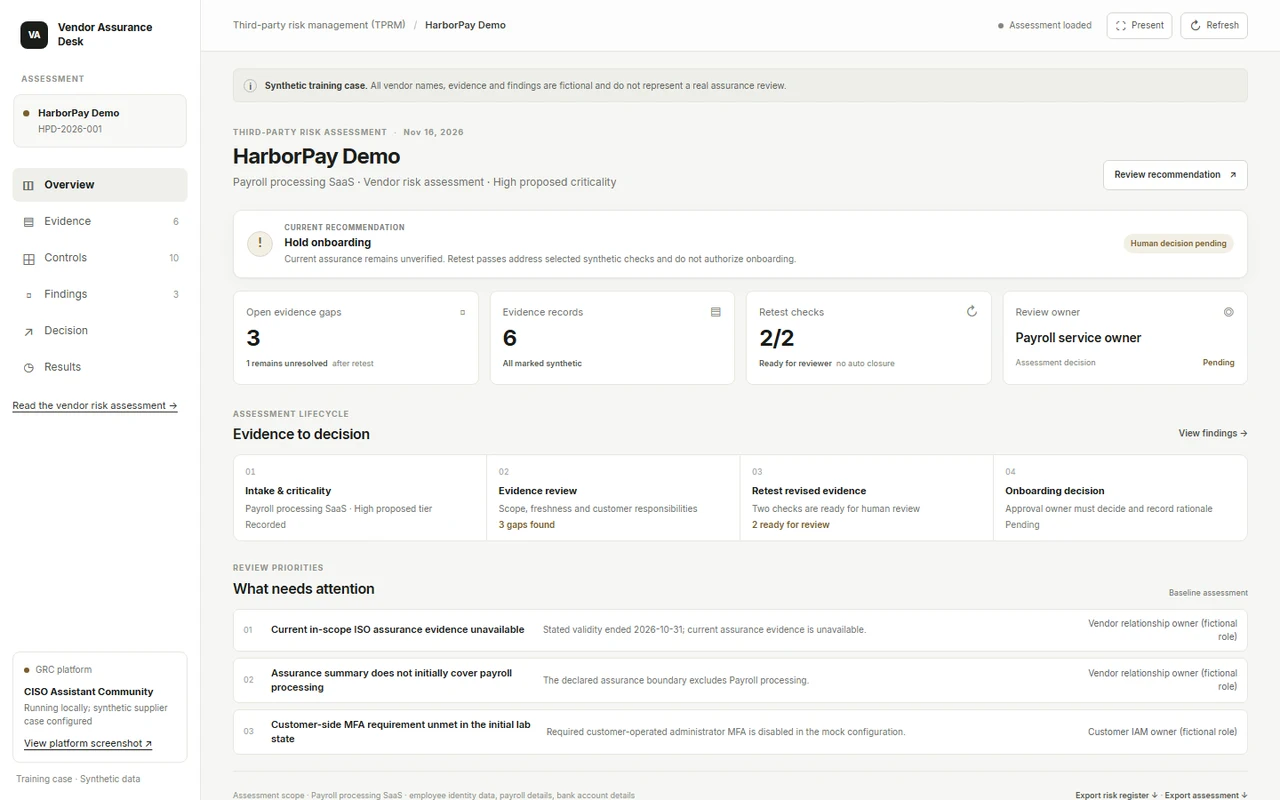 VA
Vendor Assurance
Desk
ASSESSMENT
HarborPay Demo
HPD-2026-001
Overview
Evidence 6
Controls 10
Findings 3
Decision
Results
Read the vendor risk assessment →
GRC platform
CISO Assistant Community
Running locally; synthetic supplier
case configured
View platform screenshot ↗
Training case · Synthetic data
Third-party risk management (TPRM) / HarborPay Demo
Assessment loaded
Present
Refresh
Synthetic training case. All vendor names, evidence and findings are fictional and do not represent a real assurance review.
THIRD-PARTY RISK ASSESSMENT · Nov 16, 2026
HarborPay Demo
Payroll processing SaaS · Vendor risk assessment · High proposed criticality
Review recommendation ↗
CURRENT RECOMMENDATION
Hold onboarding
Current assurance remains unverified. Retest passes address selected synthetic checks and do not authorize onboarding.
Human decision pending
Open evidence gaps
3
1 remains unresolved after retest
Evidence records
6
All marked synthetic
Retest checks
2/2
Ready for reviewer no auto closure
Review owner
Payroll service owner
Assessment decision Pending
ASSESSMENT LIFECYCLE
Evidence to decision
View findings →
01
Intake & criticality
Payroll processing SaaS · High proposed tier
Recorded
02
Evidence review
Scope, freshness and customer responsibilities
3 gaps found
03
Retest revised evidence
Two checks are ready for human review
2 ready for review
04
Onboarding decision
Approval owner must decide and record rationale
Pending
REVIEW PRIORITIES
What needs attention
Baseline assessment
01 Current in-scope ISO assurance evidence unavailable Stated validity ended 2026-10-31; current assurance evidence is unavailable.
Vendor relationship owner (fictional
role)
02
Assurance summary does not initially cover payroll
processing
The declared assurance boundary excludes Payroll processing.
Vendor relationship owner (fictional
role)
03
Customer-side MFA requirement unmet in the initial lab
state
Required customer-operated administrator MFA is disabled in the mock configuration.
Customer IAM owner (fictional role)
Assessment scope · Payroll processing SaaS · employee identity data, payroll details, bank account details
Export risk register ↓ · Export assessment ↓